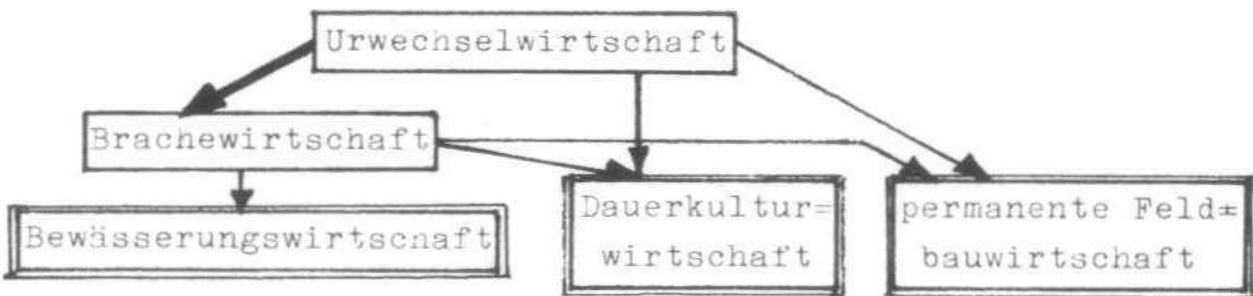 Urwechselwirtschaft
Brachewirtschaft
Bewässerungswirtschaft
Dauerkultur=
wirtschaft
permanente Feld=
bauwirtschaft